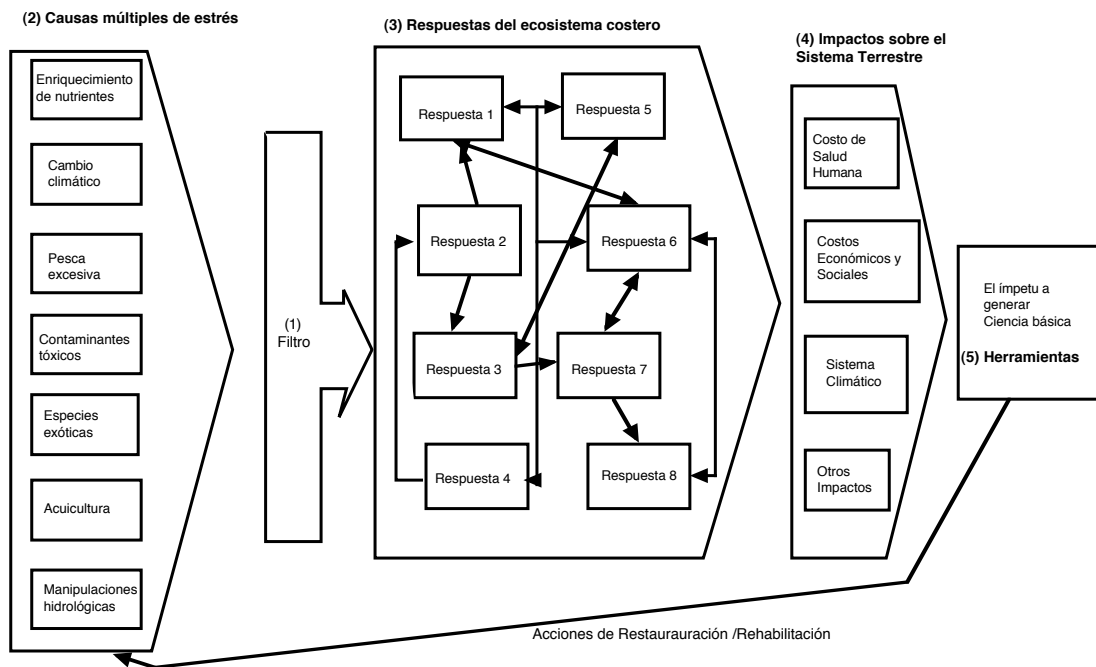 (2) Causas múltiples de estrés
Enriquecimiento
de nutrientes
Cambio
climático
Pesca
excesiva
Contaminantes
tóxicos
Especies
exóticas
Acuicultura
Manipulaciones
hidrológicas
(1)
Filtro
(3) Respuestas del ecosistema costero
Respuesta 1
Respuesta 5
Respuesta 2
Respuesta 6
Respuesta 3
Respuesta 7
Respuesta 4
Respuesta 8
(4) Impactos sobre el
Sistema Terrestre
Costo de
Salud
Humana
Costos
Económicos y
Sociales
Sistema
Climático
Otros
Impactos
El ímpetu a
generar
Ciencia básica
(5) Herramientas
Acciones de Restaurauración /Rehabilitación